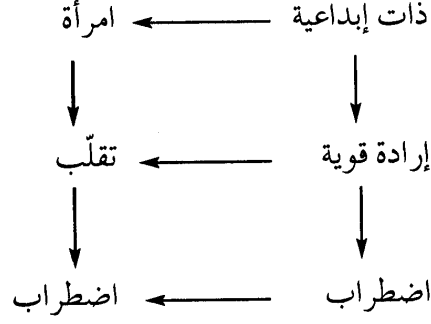 ذات إبداعية امرأة
إرادة قوية تقلّب
اضطراب اضطراب